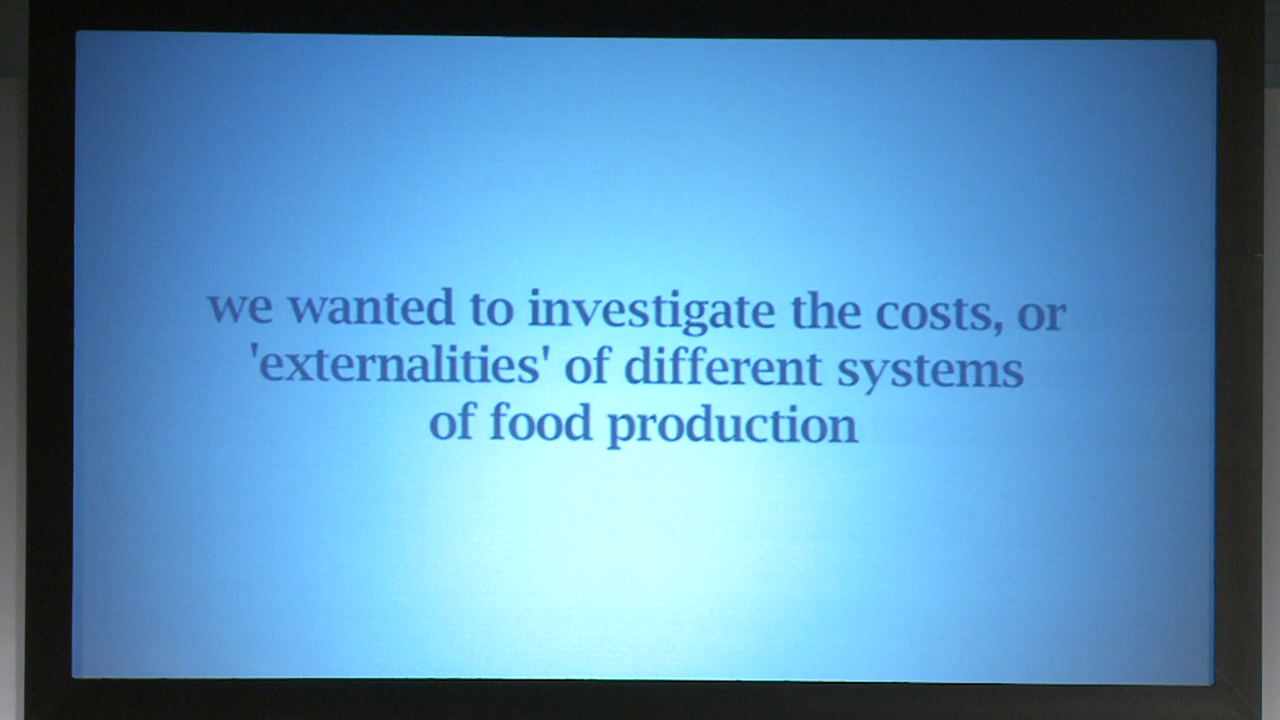 we wanted to investigate the costs, or
'externalities' of different systems
of food production